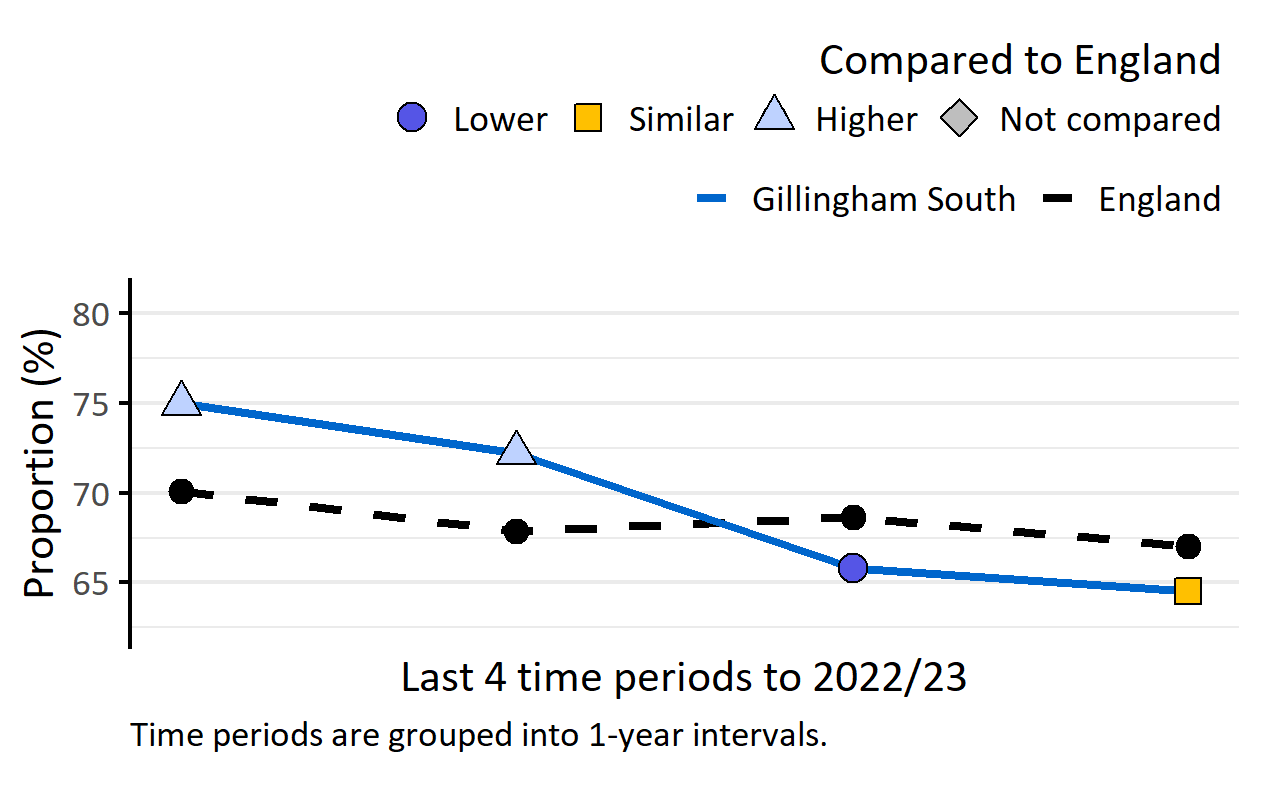 Compared to England
Lower Similar Higher Not compared
Gillingham South England
Proportion (%)
80
75
70
65
Last 4 time periods to 2022/23
Time periods are grouped into 1-year intervals.